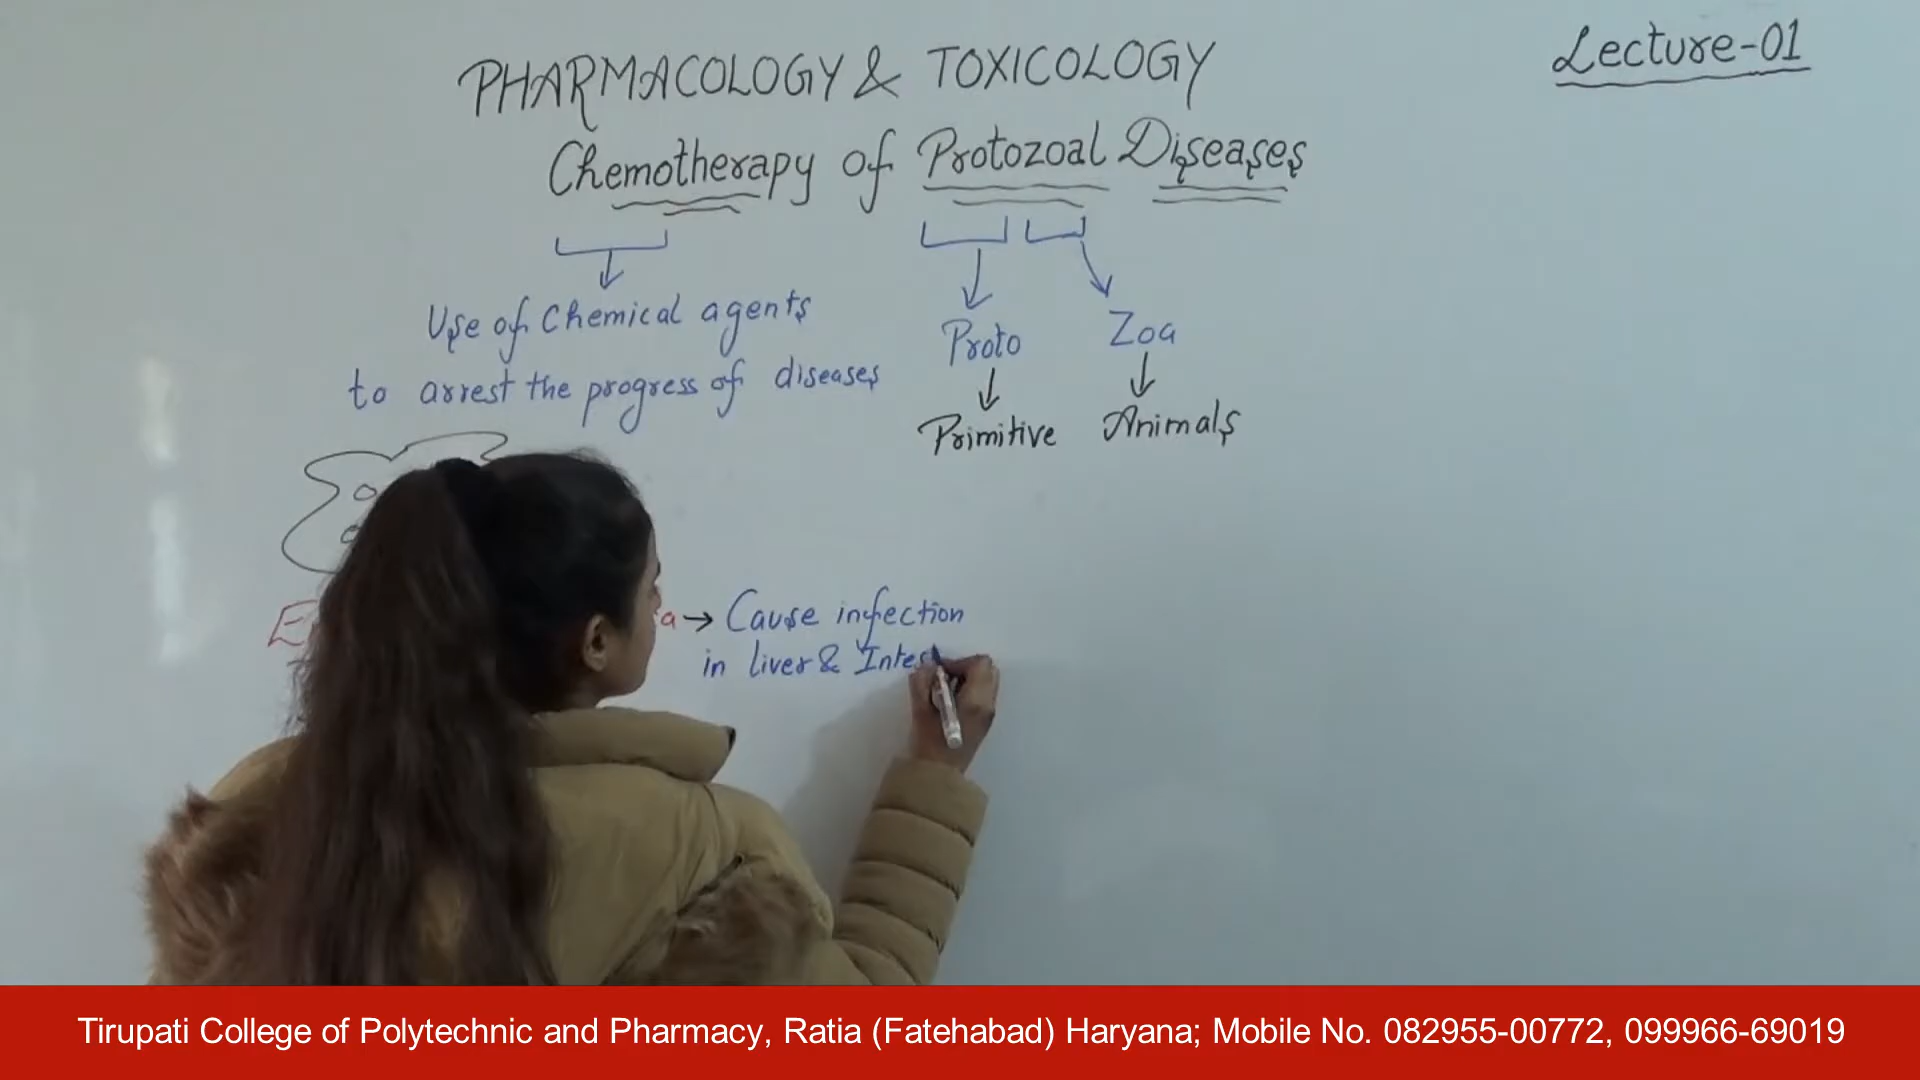 Lecture-01
PHARMACOLOGY & TOXICOLOGY
Chemotherapy of Protozoal Diseases
Use of Chemical agents
to arrest the progress of diseases
Proto Zoa
Primitive Animals
→ Cause infection
in liver & Intes
Tirupati College of Polytechnic and Pharmacy, Ratia (Fatehabad) Haryana; Mobile No. 082955-00772, 099966-69019